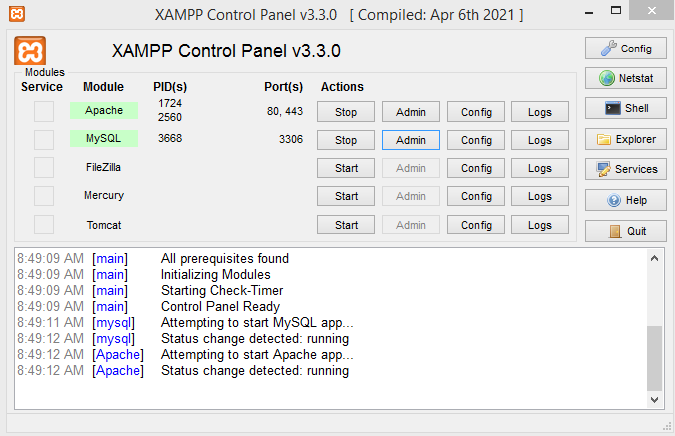 XAMPP Control Panel v3.3.0 [ Compiled: Apr 6th 2021 ]
XAMPP Control Panel v3.3.0
Config
Modules
Service Module PID(s) Port(s) Actions
Netstat
Apache 1724 2560 80, 443 Stop Admin Config Logs
Shell
MySQL 3668 3306 Stop Admin Config Logs
Explorer
FileZilla Start Admin Config Logs
Services
Mercury Start Admin Config Logs
Help
Tomcat Start Admin Config Logs
Quit
8:49:09 AM [main] All prerequisites found
8:49:09 AM [main] Initializing Modules
8:49:09 AM [main] Starting Check-Timer
8:49:09 AM [main] Control Panel Ready
8:49:11 AM [mysql] Attempting to start MySQL app...
8:49:12 AM [mysql] Status change detected: running
8:49:12 AM [Apache] Attempting to start Apache app...
8:49:12 AM [Apache] Status change detected: running